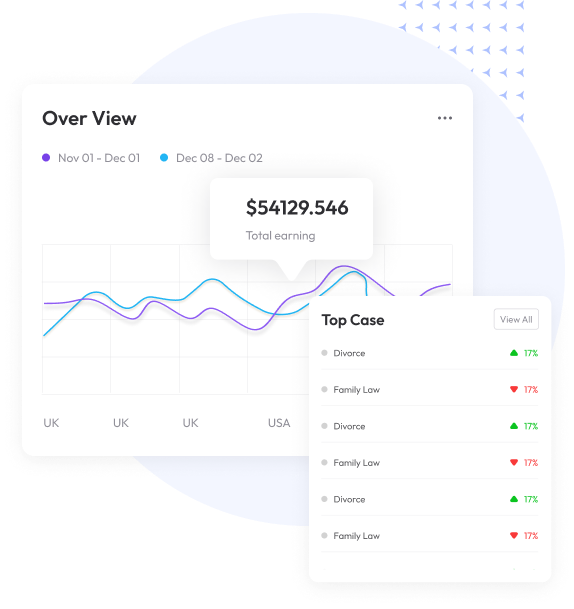 Over View
Nov 01 - Dec 01 Dec 08 - Dec 02
$54129.546
Total earning
UK UK UK USA
Top Case View All
Divorce 17%
Family Law 17%
Divorce 17%
Family Law 17%
Divorce 17%
Family Law 17%